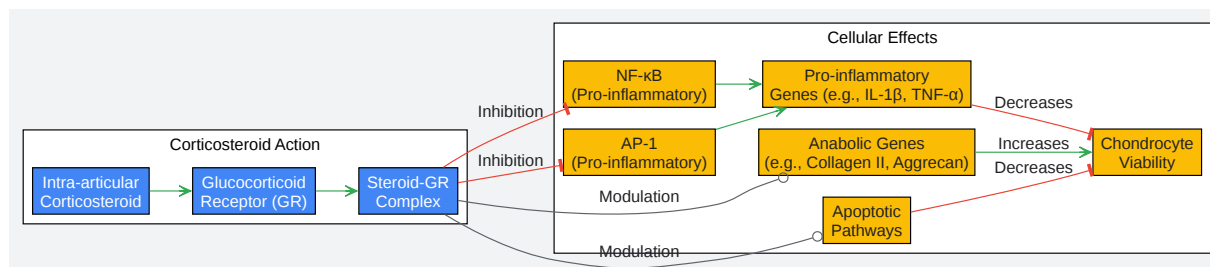 Cellular Effects
NF-κB
(Pro-inflammatory)
Pro-inflammatory
Genes (e.g., IL-1β, TNF-α)
Decreases
Inhibition
Corticosteroid Action
AP-1
(Pro-inflammatory)
Anabolic Genes
(e.g., Collagen II, Aggrecan)
Increases
Chondrocyte
Viability
Inhibition
Decreases
Intra-articular
Corticosteroid
Glucocorticoid
Receptor (GR)
Steroid-GR
Complex
Modulation
Apoptotic
Pathways
Modulation